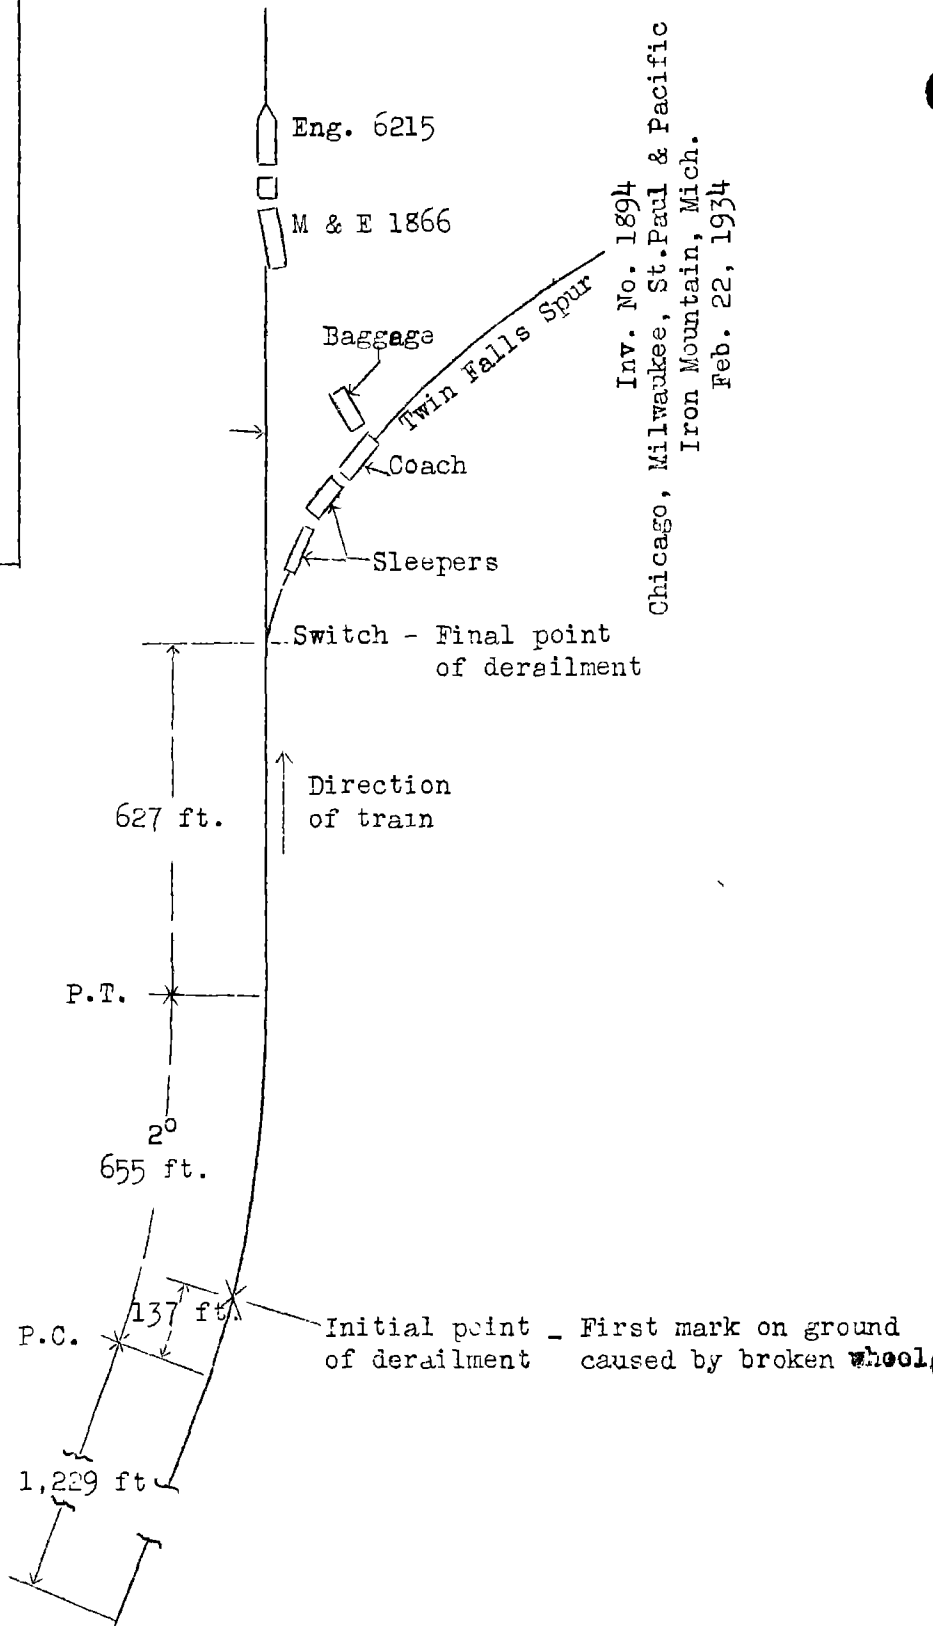 Eng. 6215
M & E 1866
Inv. No. 1894
Chicago, Milwaukee, St.Paul & Pacific
Iron Mountain, Mich.
Feb. 22, 1934
Baggage
Twin Falls Spur
Coach
Sleepers
Switch - Final point
of derailment
Direction
of train
627 ft.
P.T.
2°
655 ft.
137 ft.
P.C.
Initial point - First mark on ground
of derailment caused by broken wheel
1,229 ft